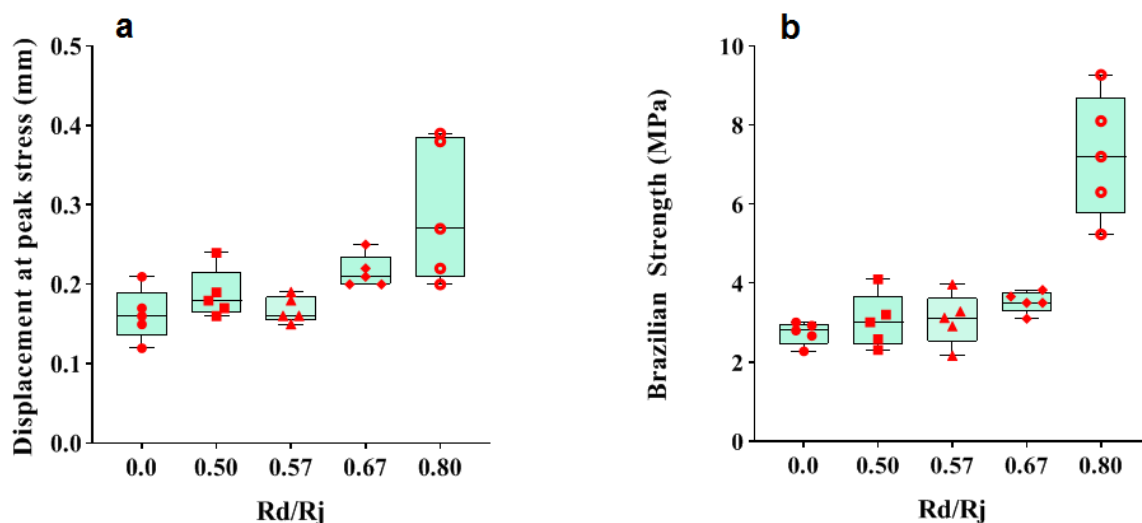 a
Displacement at peak stress (mm)
0.5
0.4
0.3
0.2
0.1
0.0
0.0 0.50 0.57 0.67 0.80
Rd/Rj
b
Brazilian Strength (MPa)
10
8
6
4
2
0
0.0 0.50 0.57 0.67 0.80
Rd/Rj